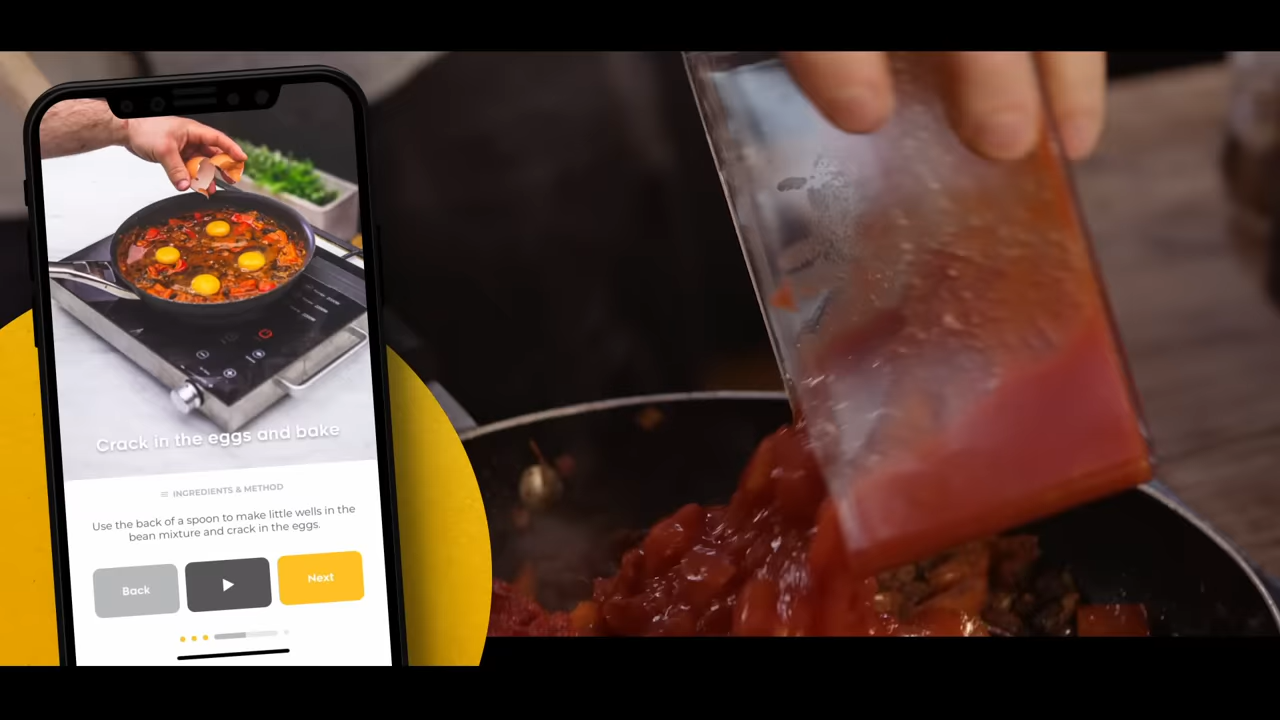 Crack in the eggs and bake
INGREDIENTS & METHOD
Use the back of a spoon to make little wells in the
bean mixture and crack in the eggs.
Back
Next